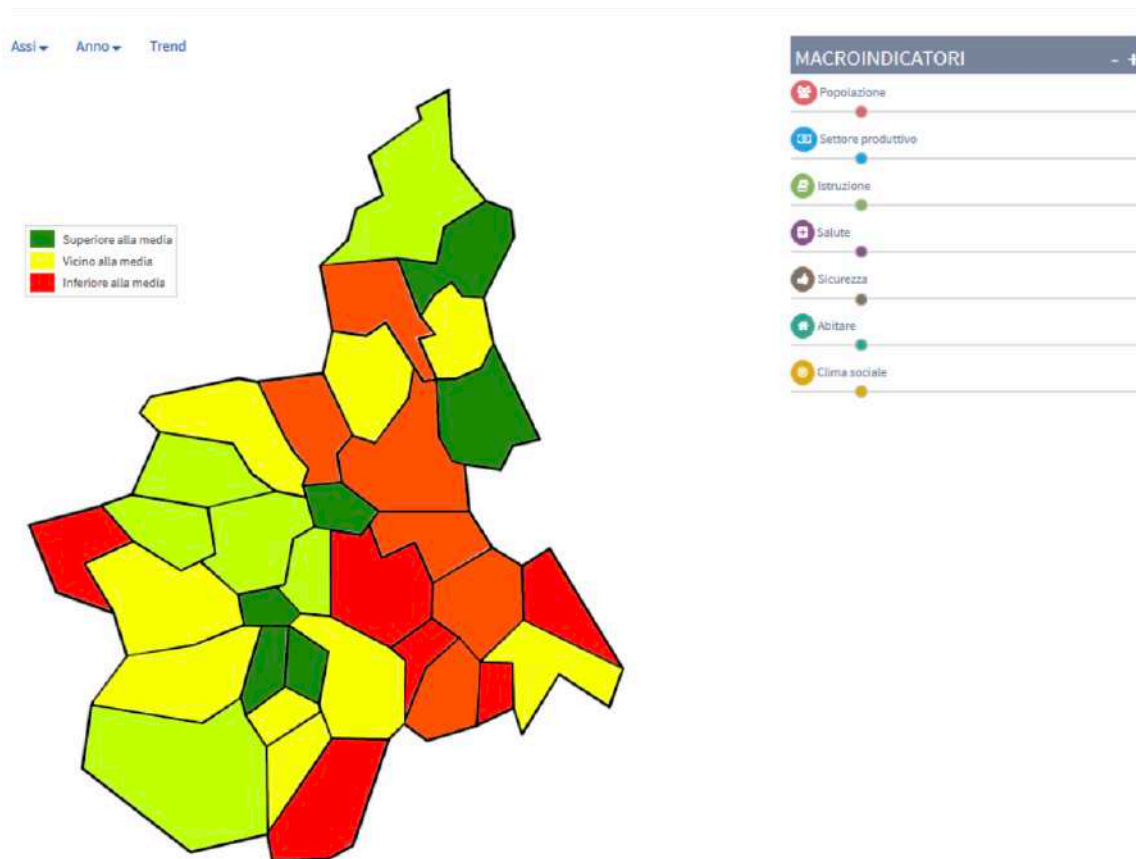 Assi Anno Trend
MACROINDICATORI - +
Popolazione
Settore produttivo
Istruzione
Salute
Sicurezza
Abitare
Clima sociale
Superiore alla media
Vicino alla media
Inferiore alla media